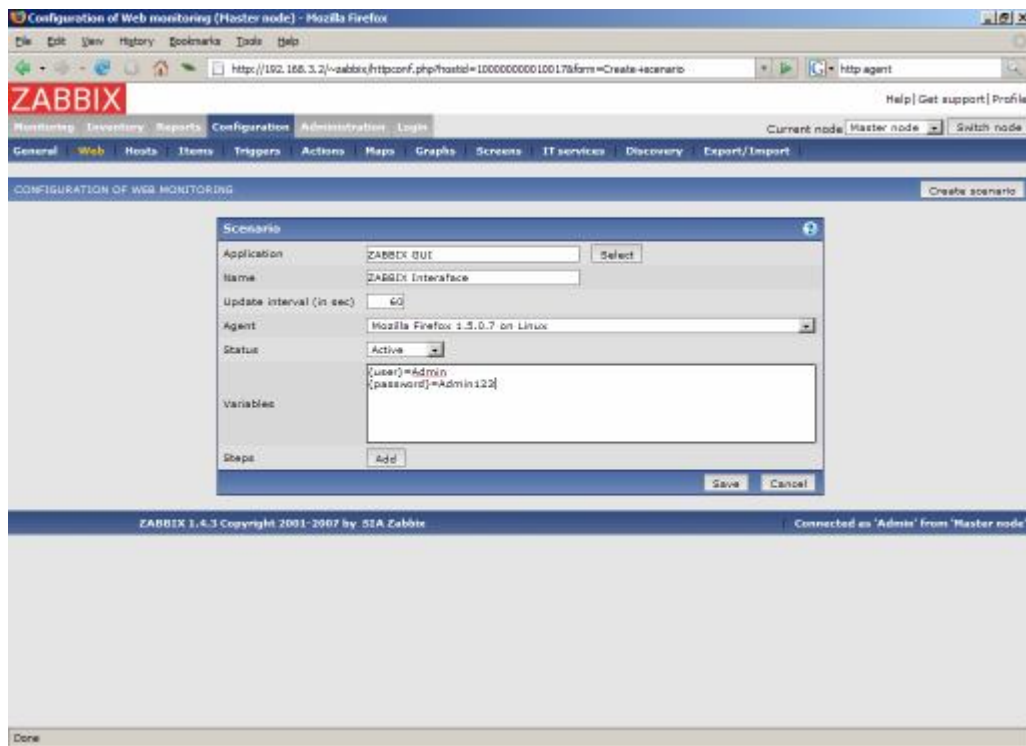 Configuration of Web monitoring (Master node) - Mozilla Firefox
File Edit View History Bookmarks Tools Help
http://192.168.3.2/~zabbix/httpconf.php?hostid=100000000010017&form=Create+scenario http agent
ZABBIX
Help | Get support | Profile
Monitoring Inventory Reports Configuration Administration Login
Current node Master node Switch node
General Web Hosts Items Triggers Actions Maps Graphs Screens IT services Discovery Export/Import
CONFIGURATION OF WEB MONITORING Create scenario
Scenario
Application ZABBIX GUI Select
Name ZABBIX Interaface
Update interval (in sec) 60
Agent Mozilla Firefox 1.5.0.7 on Linux
Status Active
{user}=Admin
{password}=Admin123
Variables
Steps Add
Save Cancel
ZABBIX 1.4.3 Copyright 2001-2007 by SIA Zabbix Connected as 'Admin' from 'Master node'
Done